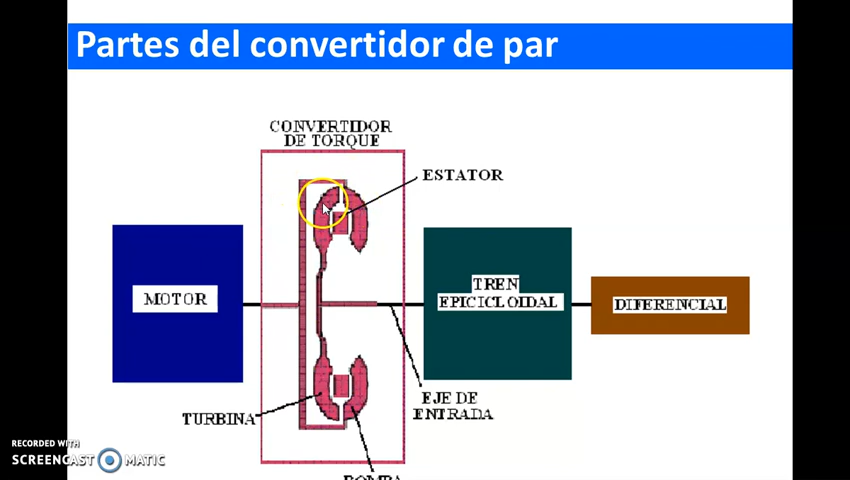 Partes del convertidor de par
CONVERTIDOR
DE TORQUE
ESTATOR
MOTOR
TREN
EPICICLOIDAL
DIFERENCIAL
EJE DE
ENTRADA
TURBINA
BOMBA
RECORDED WITH
SCREENCAST MATIC